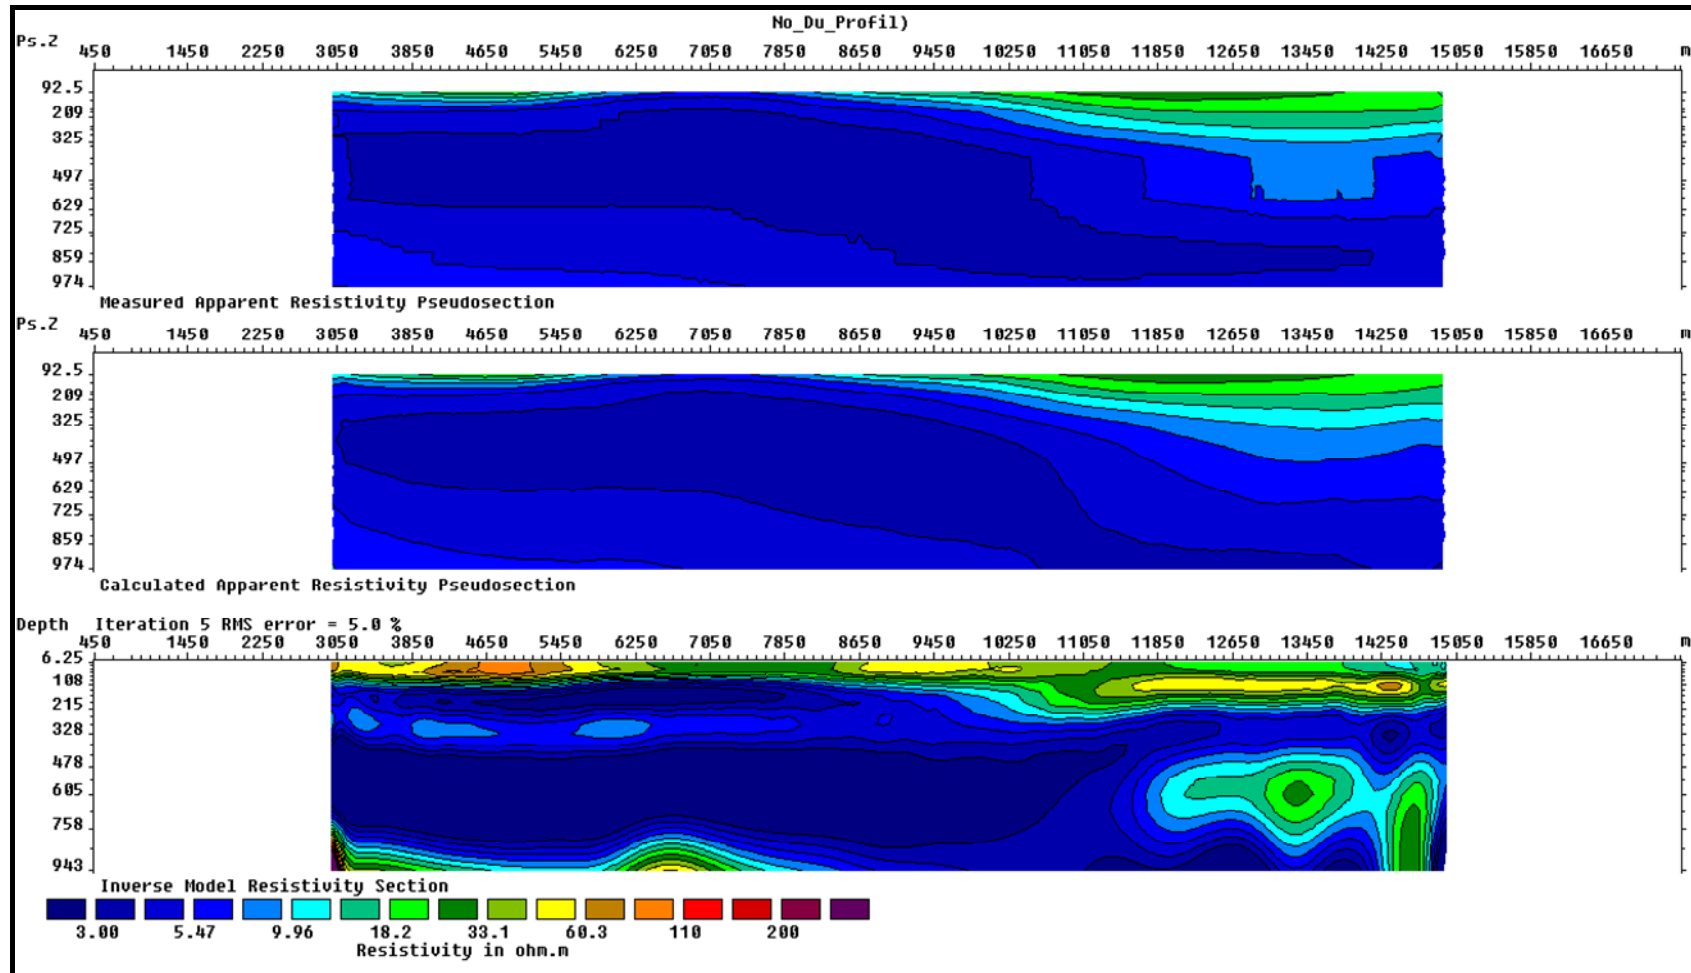 No_Du_Profil)
Ps.Z 450 1450 2250 3050 3850 4650 5450 6250 7050 7850 8650 9450 10250 11050 11850 12650 13450 14250 15050 15850 16650 m
92.5
209
325
497
629
725
859
974
Measured Apparent Resistivity Pseudosection
Ps.Z 450 1450 2250 3050 3850 4650 5450 6250 7050 7850 8650 9450 10250 11050 11850 12650 13450 14250 15050 15850 16650 m
92.5
209
325
497
629
725
859
974
Calculated Apparent Resistivity Pseudosection
Depth Iteration 5 RMS error = 5.0 %
450 1450 2250 3050 3850 4650 5450 6250 7050 7850 8650 9450 10250 11050 11850 12650 13450 14250 15050 15850 16650 m
6.25
108
215
328
478
605
758
943
Inverse Model Resistivity Section
3.00 5.47 9.96 18.2 33.1 60.3 110 200
Resistivity in ohm.m